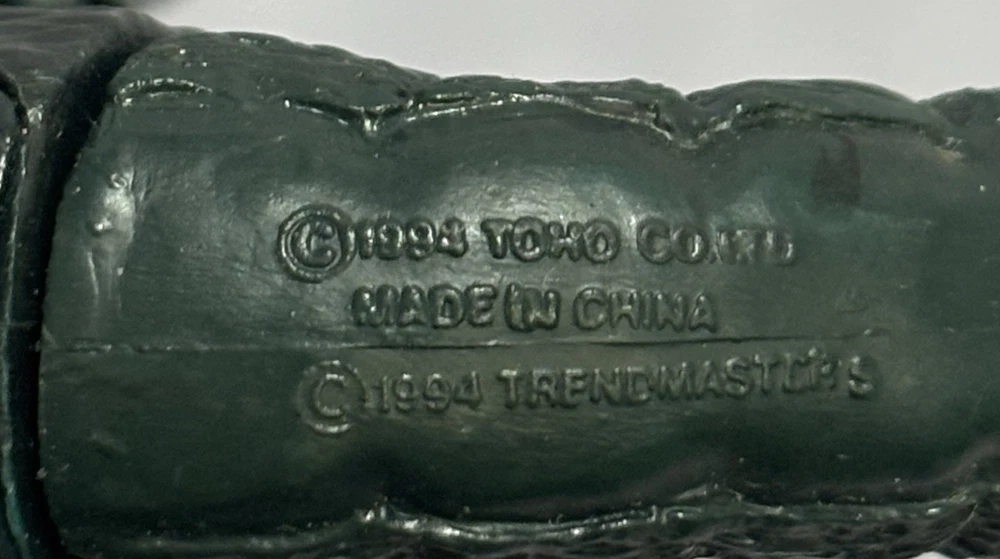 ©1994 TOHO CO.LTD
MADE IN CHINA
©1994 TRENDMASTERS